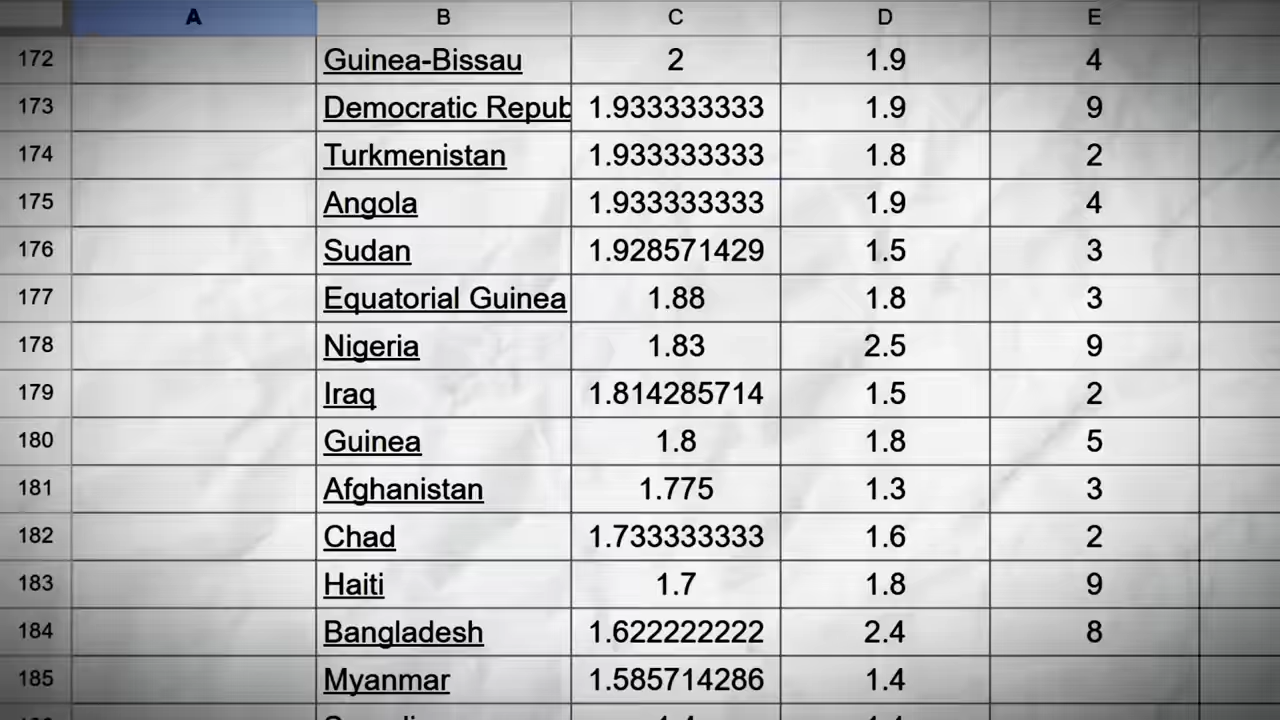 A B C D E
172 Guinea-Bissau 2 1.9 4
173 Democratic Repub 1.933333333 1.9 9
174 Turkmenistan 1.933333333 1.8 2
175 Angola 1.933333333 1.9 4
176 Sudan 1.928571429 1.5 3
177 Equatorial Guinea 1.88 1.8 3
178 Nigeria 1.83 2.5 9
179 Iraq 1.814285714 1.5 2
180 Guinea 1.8 1.8 5
181 Afghanistan 1.775 1.3 3
182 Chad 1.733333333 1.6 2
183 Haiti 1.7 1.8 9
184 Bangladesh 1.622222222 2.4 8
185 Myanmar 1.585714286 1.4